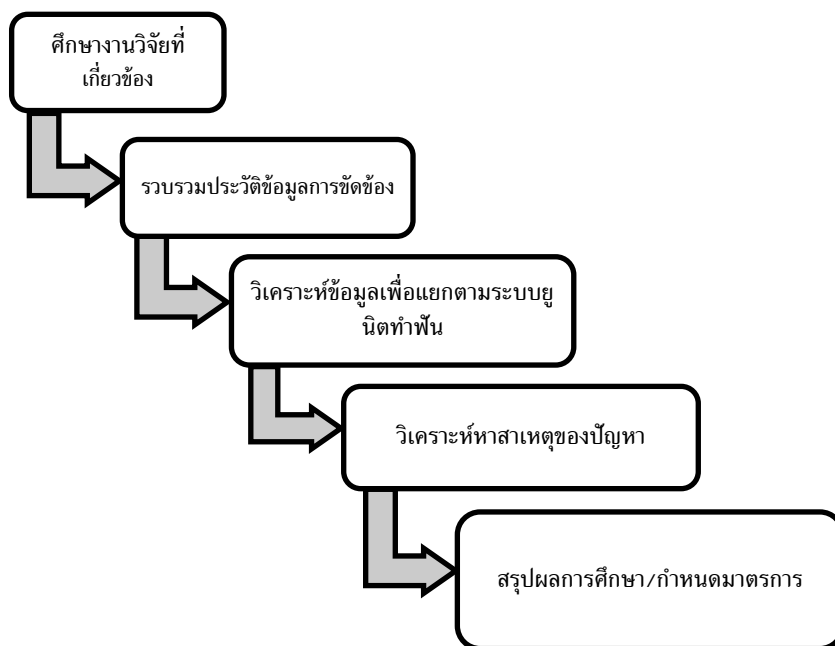 ศึกษางานวิจัยที่
เกี่ยวข้อง
รวบรวมประวัติข้อมูลการขัดข้อง
วิเคราะห์ข้อมูลเพื่อแยกตามระบบยู
นิตทำฟัน
วิเคราะห์หาสาเหตุของปัญหา
สรุปผลการศึกษา/กำหนดมาตรการ